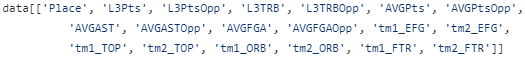 data[['Place', 'L3Pts', 'L3PtsOpp', 'L3TRB', 'L3TRBOpp', 'AVGPts', 'AVGPtsOpp',
'AVGAST', 'AVGASTOpp', 'AVGFGA', 'AVGFGAOpp', 'tm1_EFG', 'tm2_EFG',
'tm1_TOP', 'tm2_TOP', 'tm1_ORB', 'tm2_ORB', 'tm1_FTR', 'tm2_FTR']]